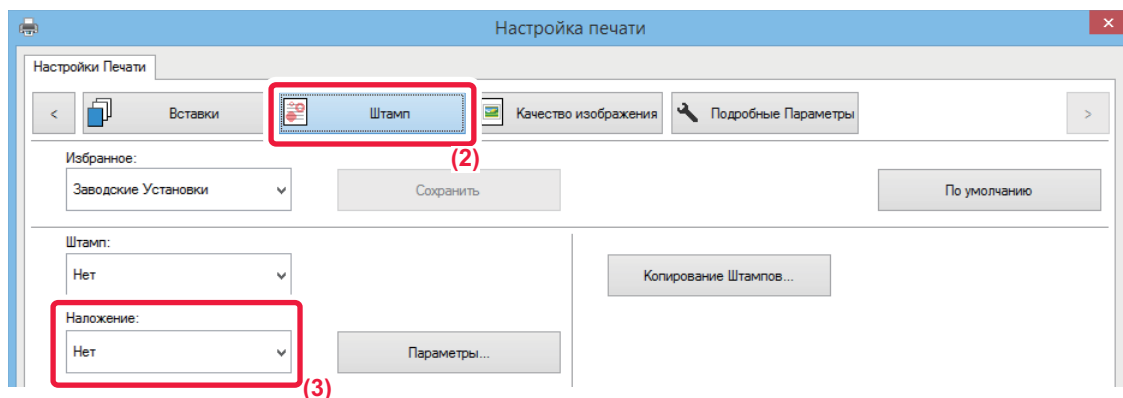 Настройка печати
Настройки Печати
< Вставки Штамп Качество изображения Подробные Параметры >
(2)
Избранное:
Заводские Установки Сохранить По умолчанию
Штамп:
Нет Копирование Штампов...
Наложение:
Нет Параметры...
(3)